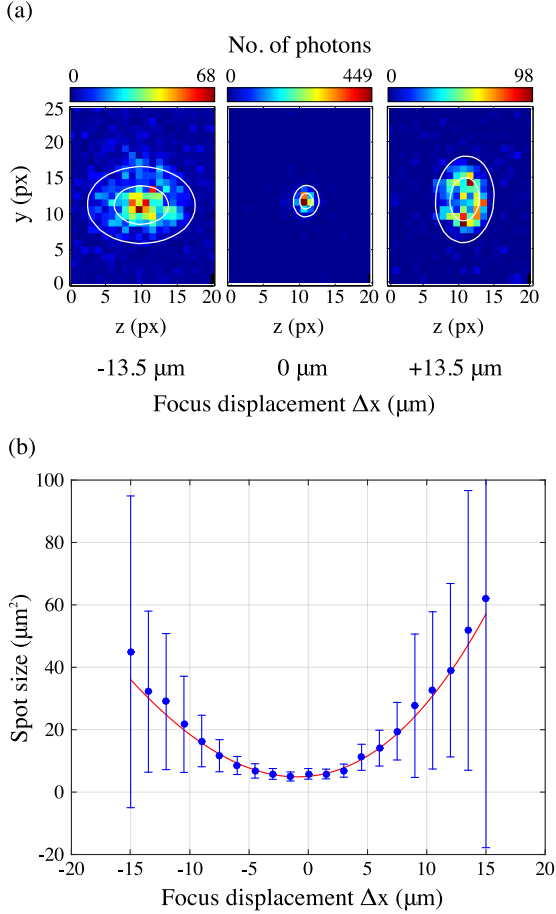 (a)
No. of photons
0 68 0 449 0 98
25
20
15
10
5
0
y (px)
0 5 10 15 20 0 5 10 15 20 0 5 10 15 20
z (px) z (px) z (px)
-13.5 μm 0 μm +13.5 μm
Focus displacement Δx (μm)
(b)
100
80
60
40
20
0
-20
Spot size (μm²)
-20 -15 -10 -5 0 5 10 15 20
Focus displacement Δx (μm)